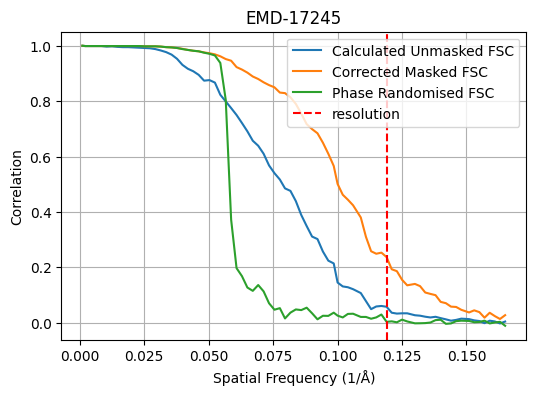 EMD-17245
Calculated Unmasked FSC
Corrected Masked FSC
Phase Randomised FSC
resolution
Correlation
1.0
0.8
0.6
0.4
0.2
0.0
0.000 0.025 0.050 0.075 0.100 0.125 0.150
Spatial Frequency (1/Å)